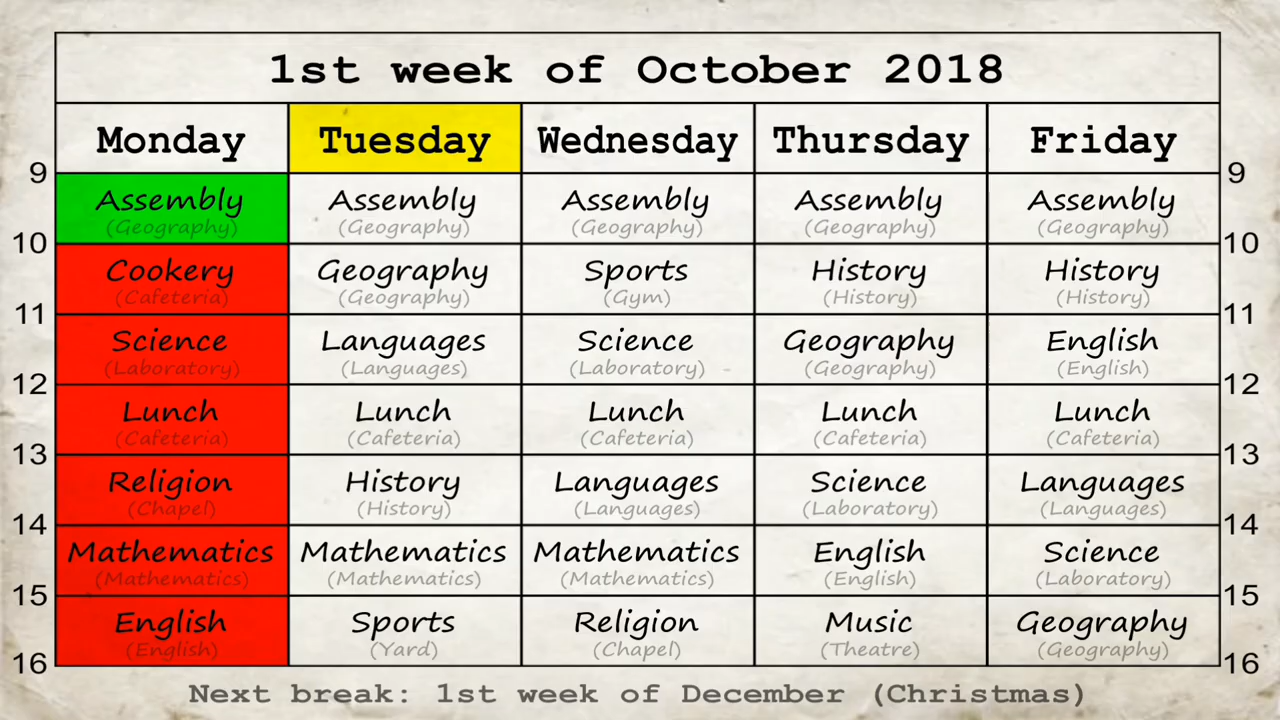 1st week of October 2018
Monday Tuesday Wednesday Thursday Friday
9 9
Assembly Assembly Assembly Assembly Assembly
(Geography) (Geography) (Geography) (Geography) (Geography)
10 10
Cookery Geography Sports History History
(Cafeteria) (Geography) (Gym) (History) (History)
11 11
Science Languages Science Geography English
(Laboratory) (Languages) (Laboratory) (Geography) (English)
12 12
Lunch Lunch Lunch Lunch Lunch
(Cafeteria) (Cafeteria) (Cafeteria) (Cafeteria) (Cafeteria)
13 13
Religion History Languages Science Languages
(Chapel) (History) (Languages) (Laboratory) (Languages)
14 14
Mathematics Mathematics Mathematics English Science
(Mathematics) (Mathematics) (Mathematics) (English) (Laboratory)
15 15
English Sports Religion Music Geography
(English) (Yard) (Chapel) (Theatre) (Geography)
16 16
Next break: 1st week of December (Christmas)